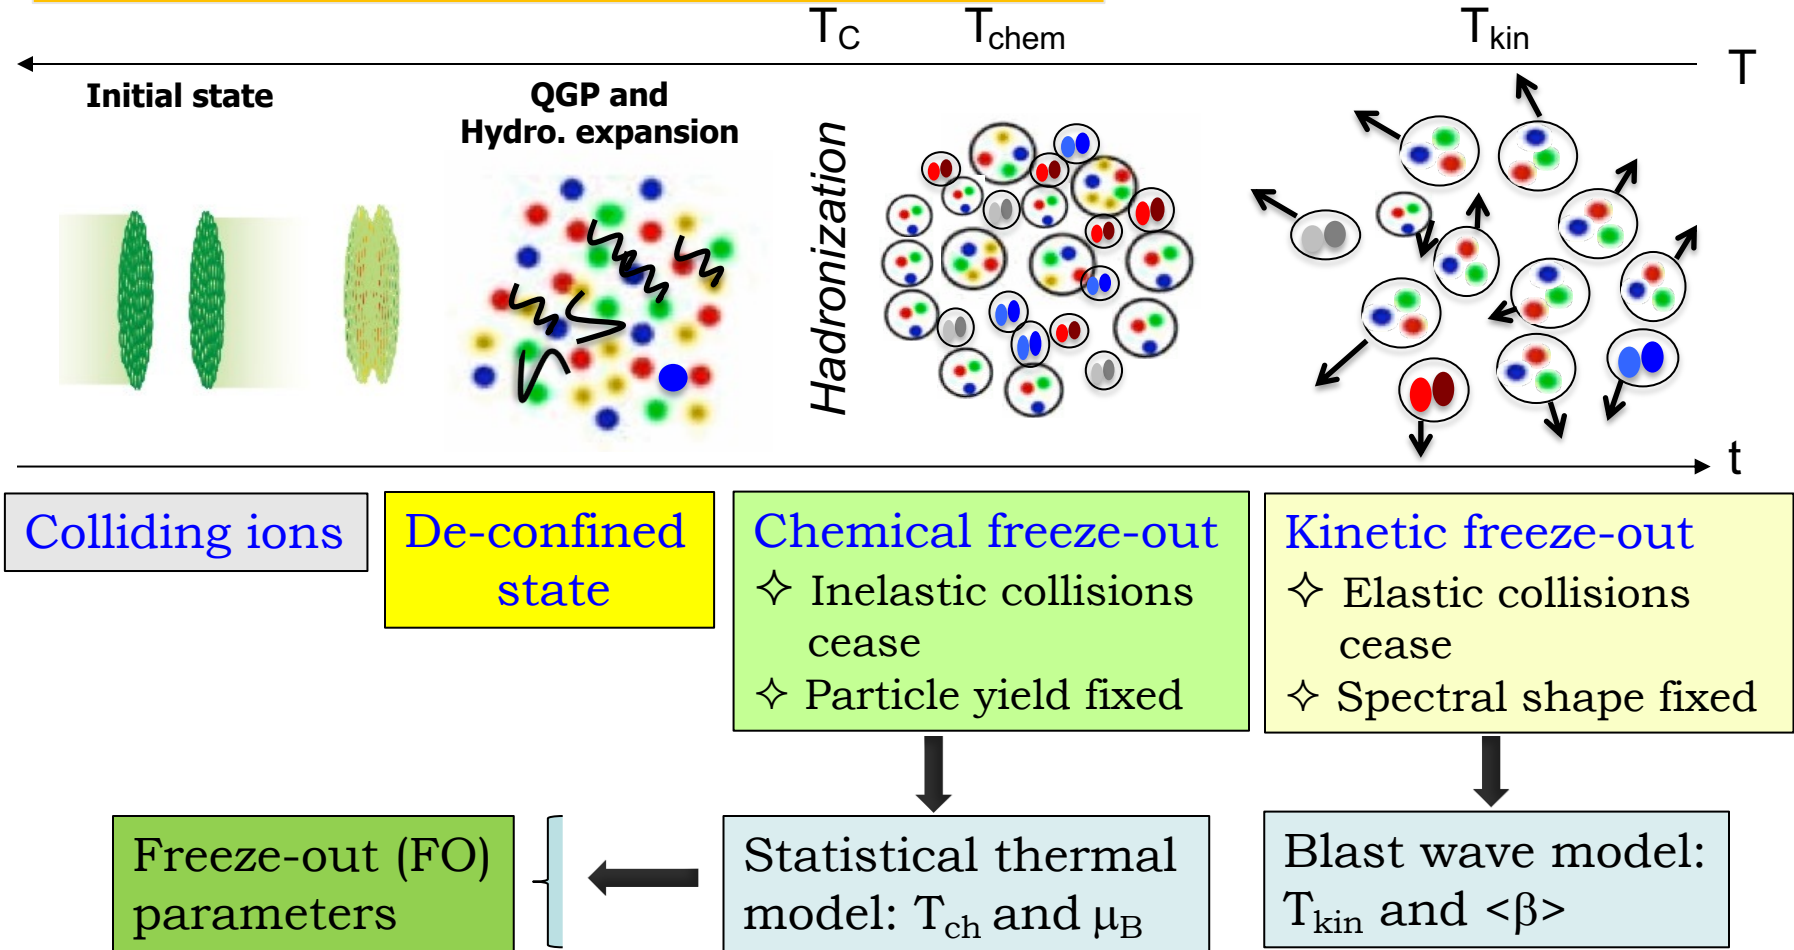 T_C
T_chem
T_kin
T
Initial state
QGP and
Hydro. expansion
Hadronization
t
Colliding ions
De-confined
state
Chemical freeze-out
✧ Inelastic collisions
cease
✧ Particle yield fixed
Kinetic freeze-out
✧ Elastic collisions
cease
✧ Spectral shape fixed
Freeze-out (FO)
parameters
Statistical thermal
model: T_ch and μ_B
Blast wave model:
T_kin and <β>